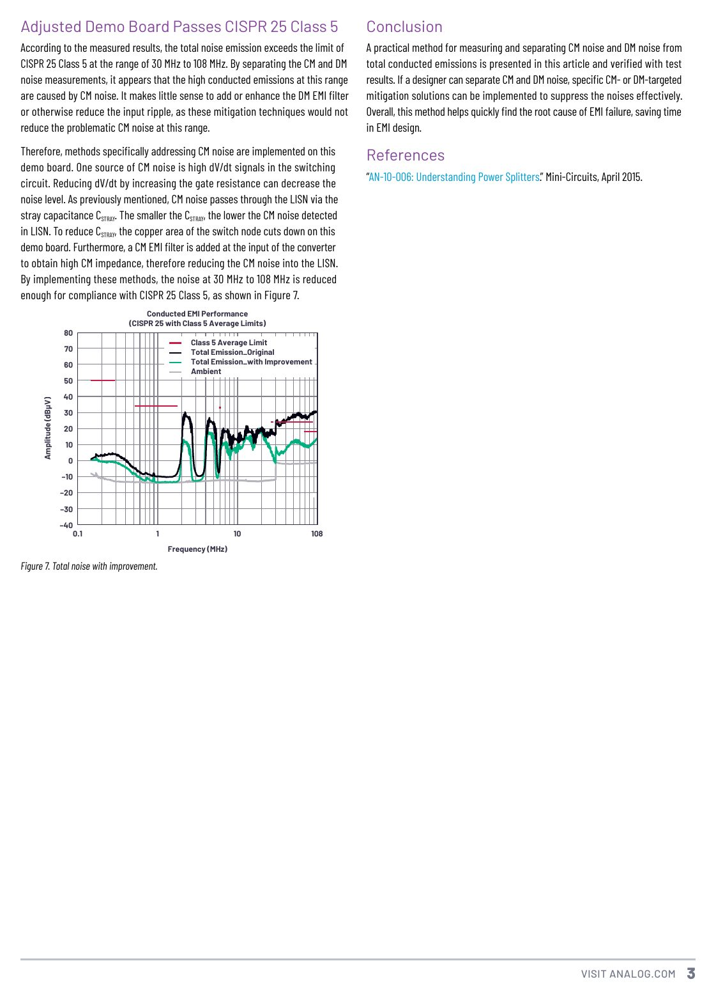 Adjusted Demo Board Passes CISPR 25 Class 5
According to the measured results, the total noise emission exceeds the limit of
CISPR 25 Class 5 at the range of 30 MHz to 108 MHz. By separating the CM and DM
noise measurements, it appears that the high conducted emissions at this range
are caused by CM noise. It makes little sense to add or enhance the DM EMI filter
or otherwise reduce the input ripple, as these mitigation techniques would not
reduce the problematic CM noise at this range.
Therefore, methods specifically addressing CM noise are implemented on this
demo board. One source of CM noise is high dV/dt signals in the switching
circuit. Reducing dV/dt by increasing the gate resistance can decrease the
noise level. As previously mentioned, CM noise passes through the LISN via the
stray capacitance CSTRAY. The smaller the CSTRAY, the lower the CM noise detected
in LISN. To reduce CSTRAY, the copper area of the switch node cuts down on this
demo board. Furthermore, a CM EMI filter is added at the input of the converter
to obtain high CM impedance, therefore reducing the CM noise into the LISN.
By implementing these methods, the noise at 30 MHz to 108 MHz is reduced
enough for compliance with CISPR 25 Class 5, as shown in Figure 7.
Conducted EMI Performance
(CISPR 25 with Class 5 Average Limits)
Class 5 Average Limit
Total Emission_Original
Total Emission_with Improvement
Ambient
Amplitude (dBµV)
80
70
60
50
40
30
20
10
0
–10
–20
–30
–40
0.1
1
10
108
Frequency (MHz)
Figure 7. Total noise with improvement.
Conclusion
A practical method for measuring and separating CM noise and DM noise from
total conducted emissions is presented in this article and verified with test
results. If a designer can separate CM and DM noise, specific CM- or DM-targeted
mitigation solutions can be implemented to suppress the noises effectively.
Overall, this method helps quickly find the root cause of EMI failure, saving time
in EMI design.
References
“AN-10-006: Understanding Power Splitters.” Mini-Circuits, April 2015.
VISIT ANALOG.COM 3